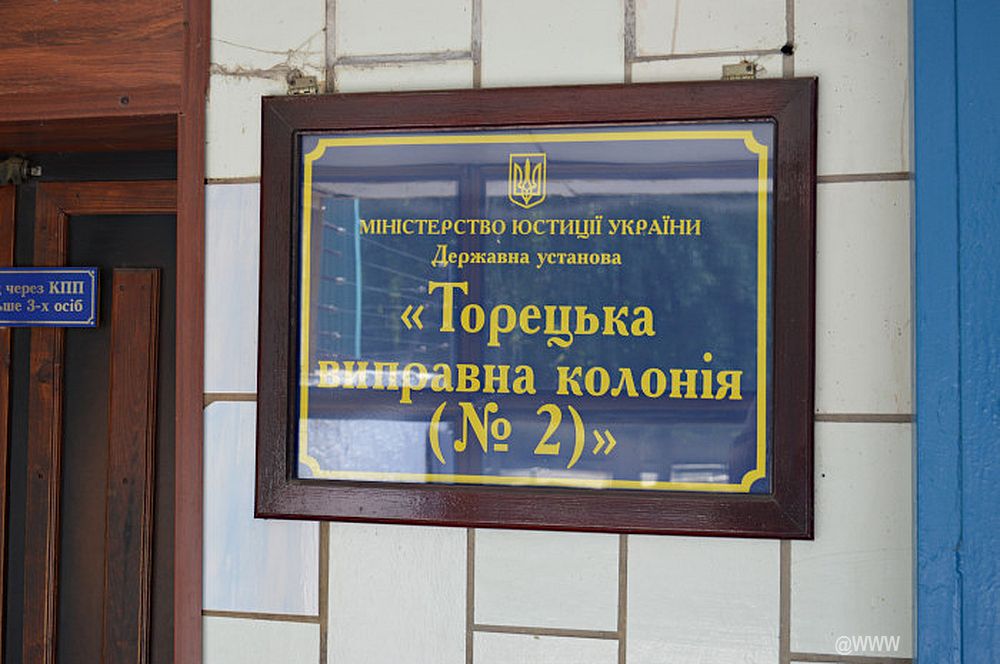 МІНІСТЕРСТВО ЮСТИЦІЇ УКРАЇНИ
Державна установа
«Торецька
виправна колонія
(№ 2)»
через КПП
3-х осіб
@WWW